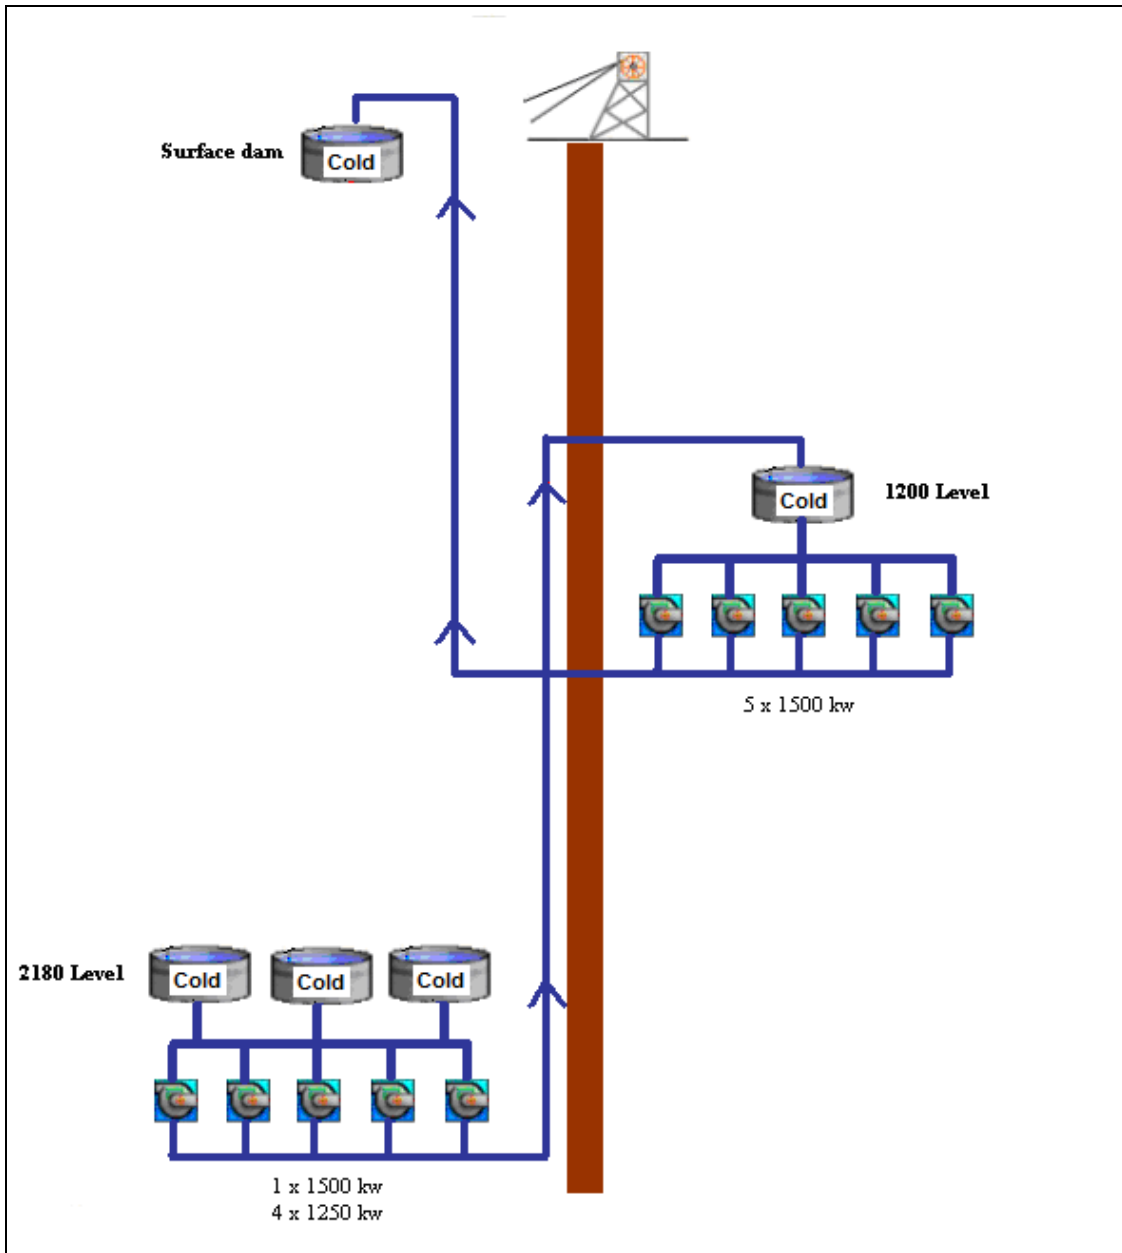 Surface dam
Cold
Cold
1200 Level
5 x 1500 kw
2180 Level
Cold
Cold
Cold
1 x 1500 kw
4 x 1250 kw